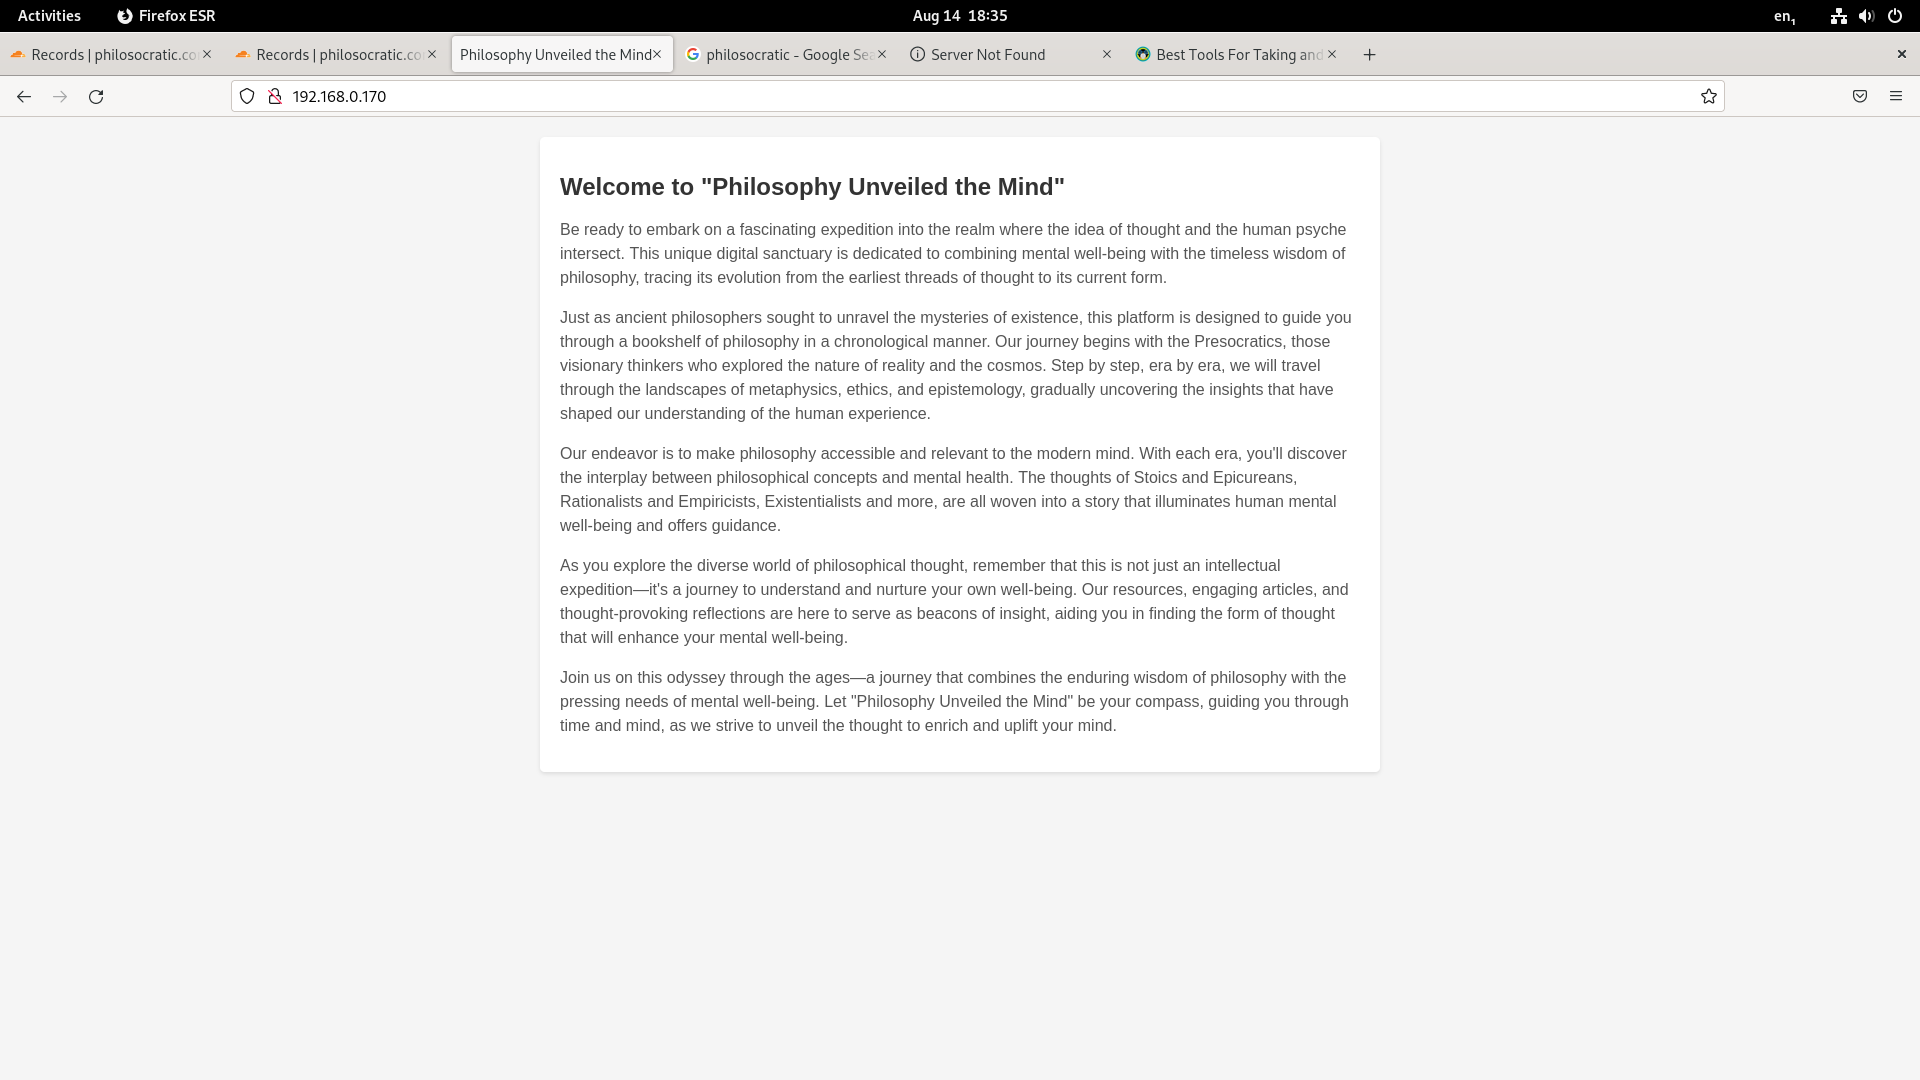 Activities Firefox ESR Aug 14 18:35 en1
Records | philosocratic.co Records | philosocratic.co Philosophy Unveiled the Mind philosocratic - Google Sea Server Not Found Best Tools For Taking and
192.168.0.170
Welcome to "Philosophy Unveiled the Mind"
Be ready to embark on a fascinating expedition into the realm where the idea of thought and the human psyche
intersect. This unique digital sanctuary is dedicated to combining mental well-being with the timeless wisdom of
philosophy, tracing its evolution from the earliest threads of thought to its current form.
Just as ancient philosophers sought to unravel the mysteries of existence, this platform is designed to guide you
through a bookshelf of philosophy in a chronological manner. Our journey begins with the Presocratics, those
visionary thinkers who explored the nature of reality and the cosmos. Step by step, era by era, we will travel
through the landscapes of metaphysics, ethics, and epistemology, gradually uncovering the insights that have
shaped our understanding of the human experience.
Our endeavor is to make philosophy accessible and relevant to the modern mind. With each era, you'll discover
the interplay between philosophical concepts and mental health. The thoughts of Stoics and Epicureans,
Rationalists and Empiricists, Existentialists and more, are all woven into a story that illuminates human mental
well-being and offers guidance.
As you explore the diverse world of philosophical thought, remember that this is not just an intellectual
expedition—it's a journey to understand and nurture your own well-being. Our resources, engaging articles, and
thought-provoking reflections are here to serve as beacons of insight, aiding you in finding the form of thought
that will enhance your mental well-being.
Join us on this odyssey through the ages—a journey that combines the enduring wisdom of philosophy with the
pressing needs of mental well-being. Let "Philosophy Unveiled the Mind" be your compass, guiding you through
time and mind, as we strive to unveil the thought to enrich and uplift your mind.